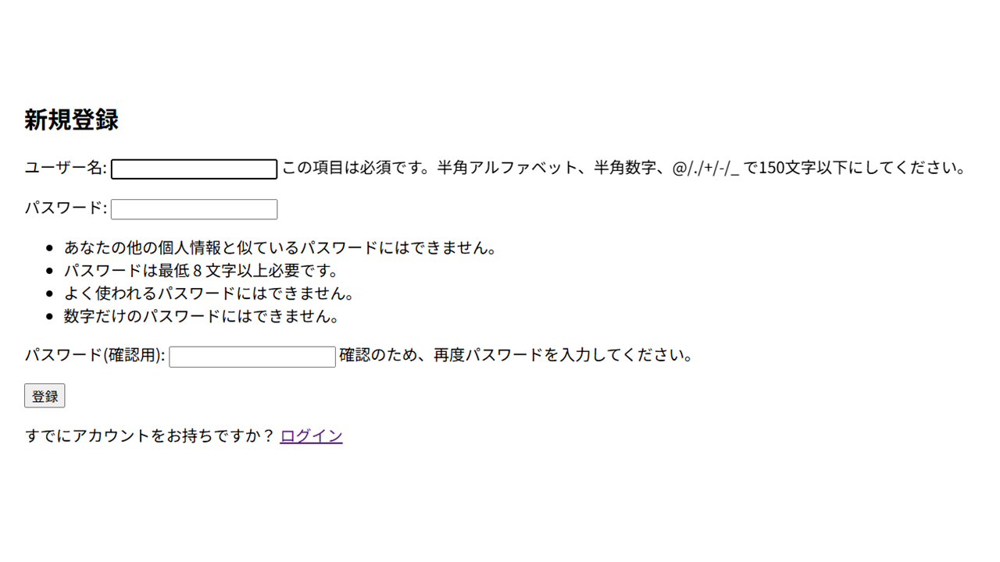 新規登録
ユーザー名: この項目は必須です。半角アルファベット、半角数字、@/./+/-/_ で150文字以下にしてください。
パスワード:
あなたの他の個人情報と似ているパスワードにはできません。
パスワードは最低 8 文字以上必要です。
よく使われるパスワードにはできません。
数字だけのパスワードにはできません。
パスワード(確認用): 確認のため、再度パスワードを入力してください。
登録
すでにアカウントをお持ちですか？ ログイン